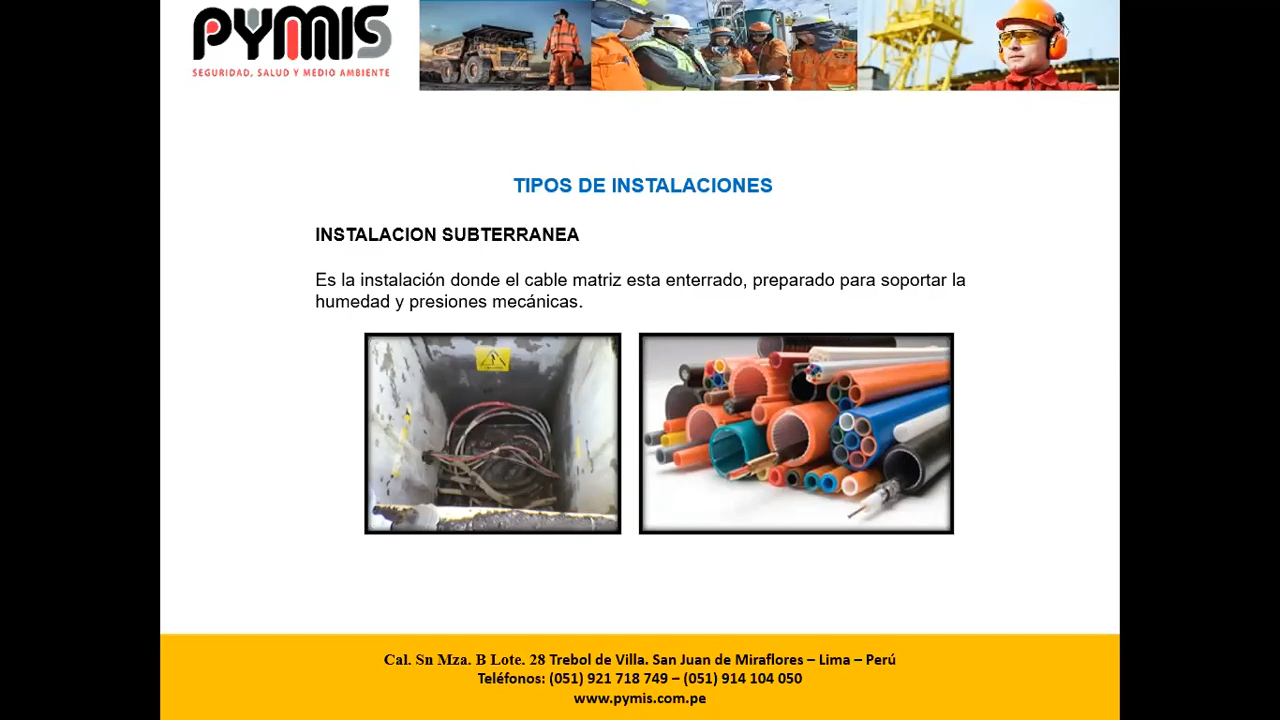 PYMIS
SEGURIDAD, SALUD Y MEDIO AMBIENTE
TIPOS DE INSTALACIONES
INSTALACION SUBTERRANEA
Es la instalación donde el cable matriz esta enterrado, preparado para soportar la
humedad y presiones mecánicas.
Cal. Sn Mza. B Lote. 28 Trebol de Villa. San Juan de Miraflores – Lima – Perú
Teléfonos: (051) 921 718 749 – (051) 914 104 050
www.pymis.com.pe